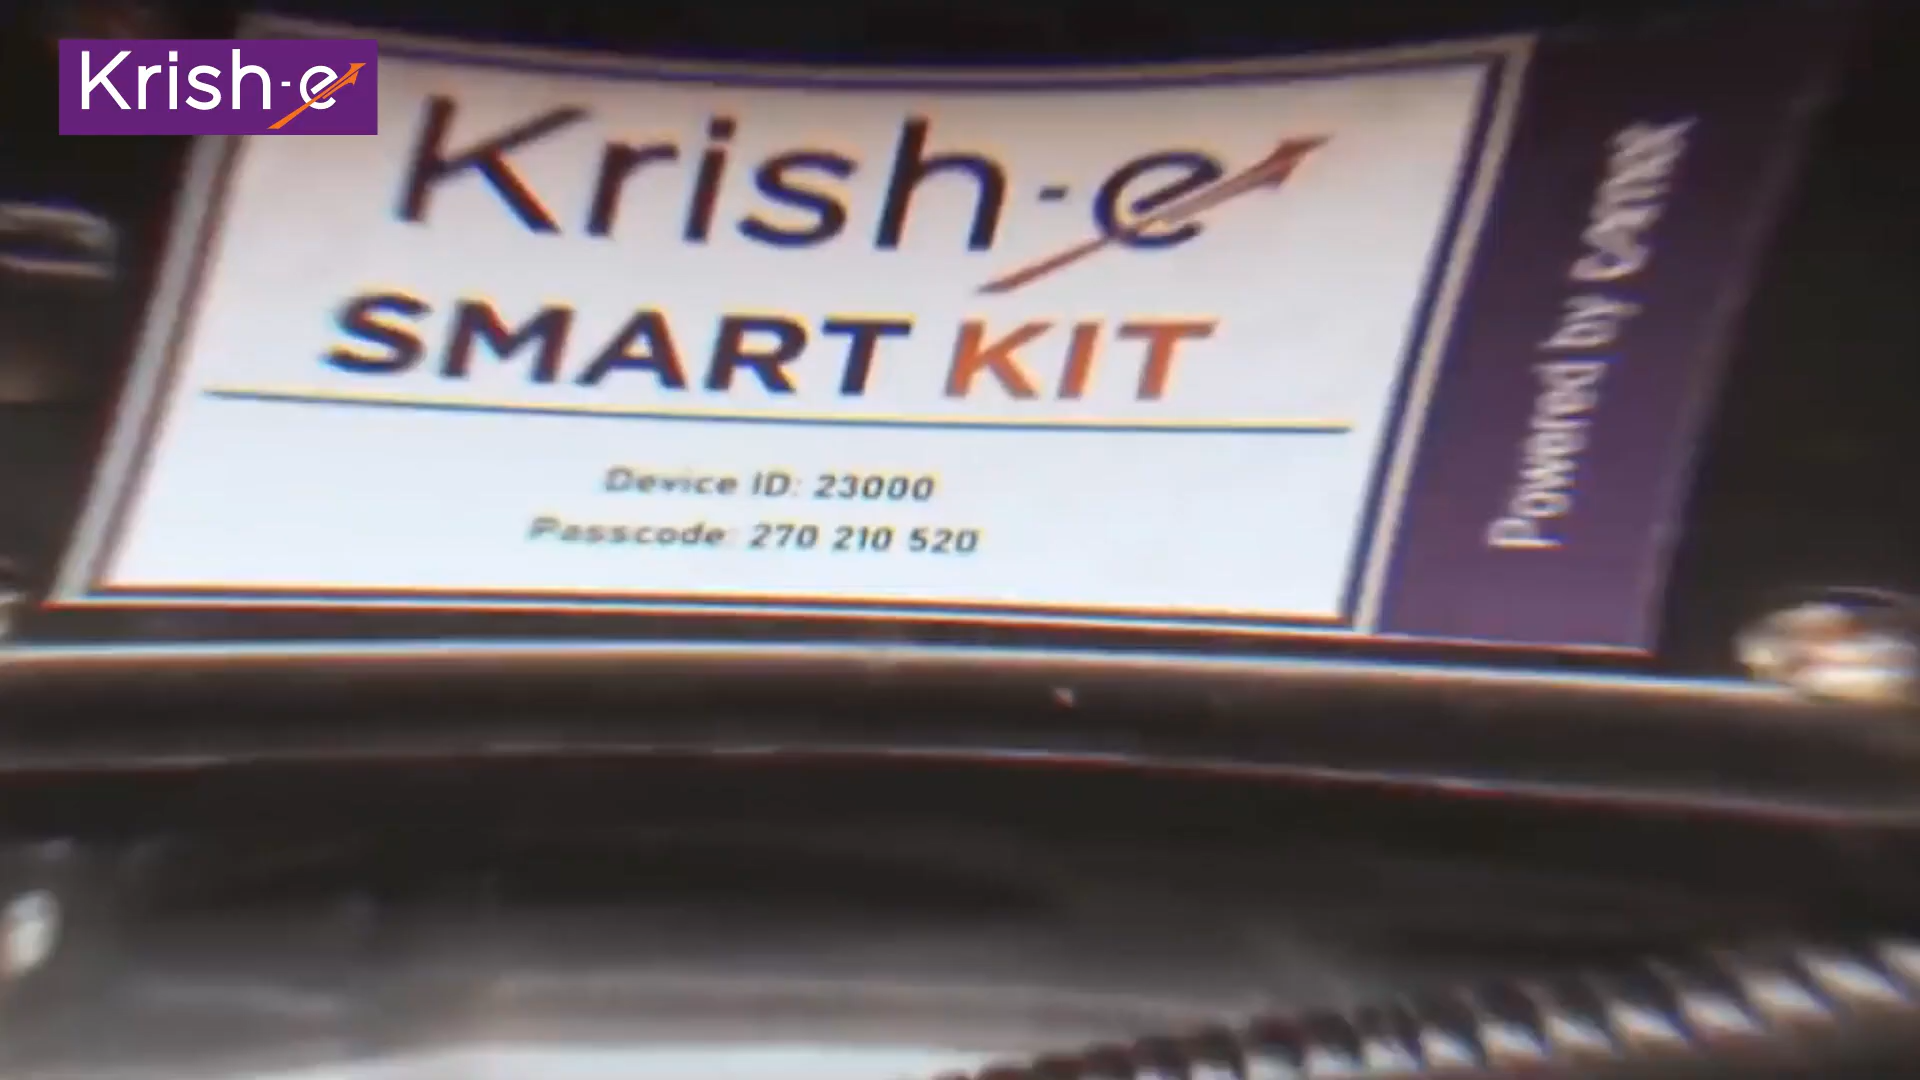 Krish-e
Krish-e
SMART KIT
Device ID: 23000
Passcode: 270 210 520
Powered by